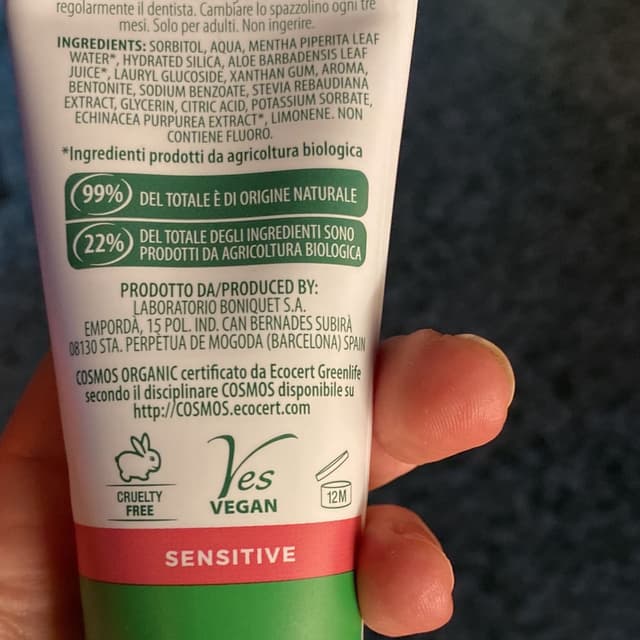 regolarmente il dentista. Cambiare lo spazzolino ogni tre
mesi. Solo per adulti. Non ingerire.
INGREDIENTS: SORBITOL, AQUA, MENTHA PIPERITA LEAF
WATER*, HYDRATED SILICA, ALOE BARBADENSIS LEAF
JUICE*, LAURYL GLUCOSIDE, XANTHAN GUM, AROMA,
BENTONITE, SODIUM BENZOATE, STEVIA REBAUDIANA
EXTRACT, GLYCERIN, CITRIC ACID, POTASSIUM SORBATE,
ECHINACEA PURPUREA EXTRACT*, LIMONENE. NON
CONTIENE FLUORO.
*Ingredienti prodotti da agricoltura biologica
99% DEL TOTALE È DI ORIGINE NATURALE
22% DEL TOTALE DEGLI INGREDIENTI SONO
PRODOTTI DA AGRICOLTURA BIOLOGICA
PRODOTTO DA/PRODUCED BY:
LABORATORIO BONIQUET S.A.
EMPORDÀ, 15 POL. IND. CAN BERNADES SUBIRÀ
08130 STA. PERPÈTUA DE MOGODA (BARCELONA) SPAIN
COSMOS ORGANIC certificato da Ecocert Greenlife
secondo il disciplinare COSMOS disponibile su
http://COSMOS.ecocert.com
CRUELTY
FREE
Yes
VEGAN
12M
SENSITIVE